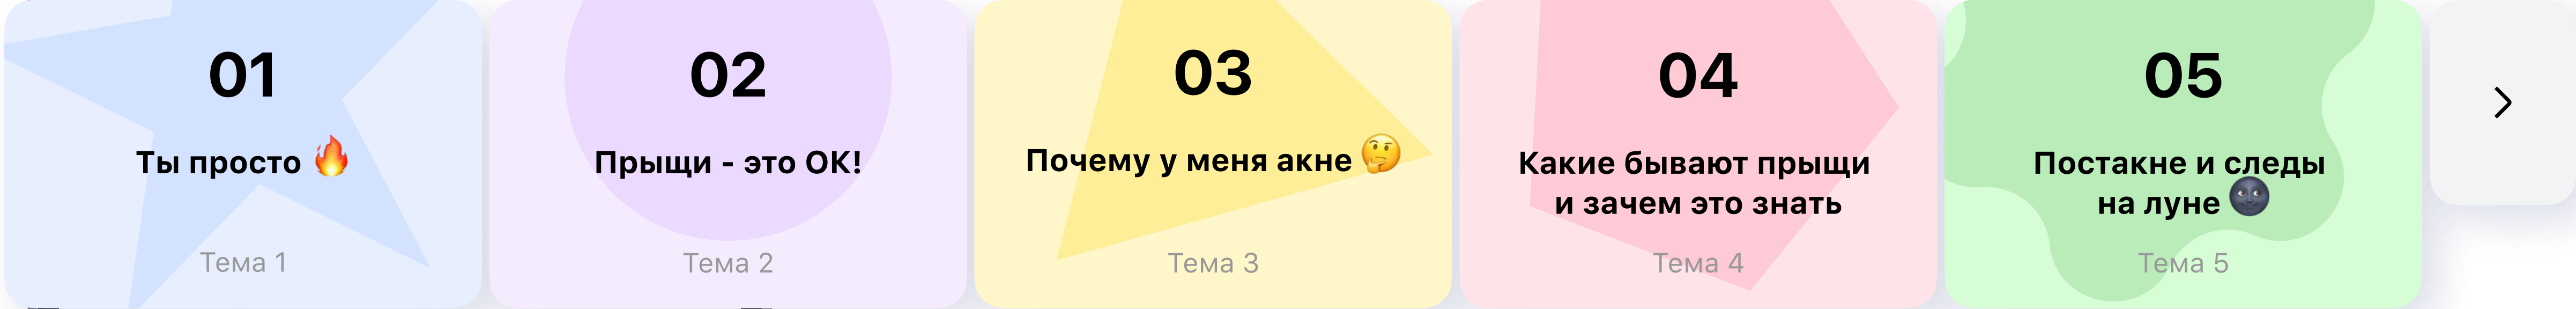 01
Ты просто 🔥
Тема 1
02
Прыщи - это ОК!
Тема 2
03
Почему у меня акне 🤔
Тема 3
04
Какие бывают прыщи
и зачем это знать
Тема 4
05
Постакне и следы
на луне 🌚
Тема 5